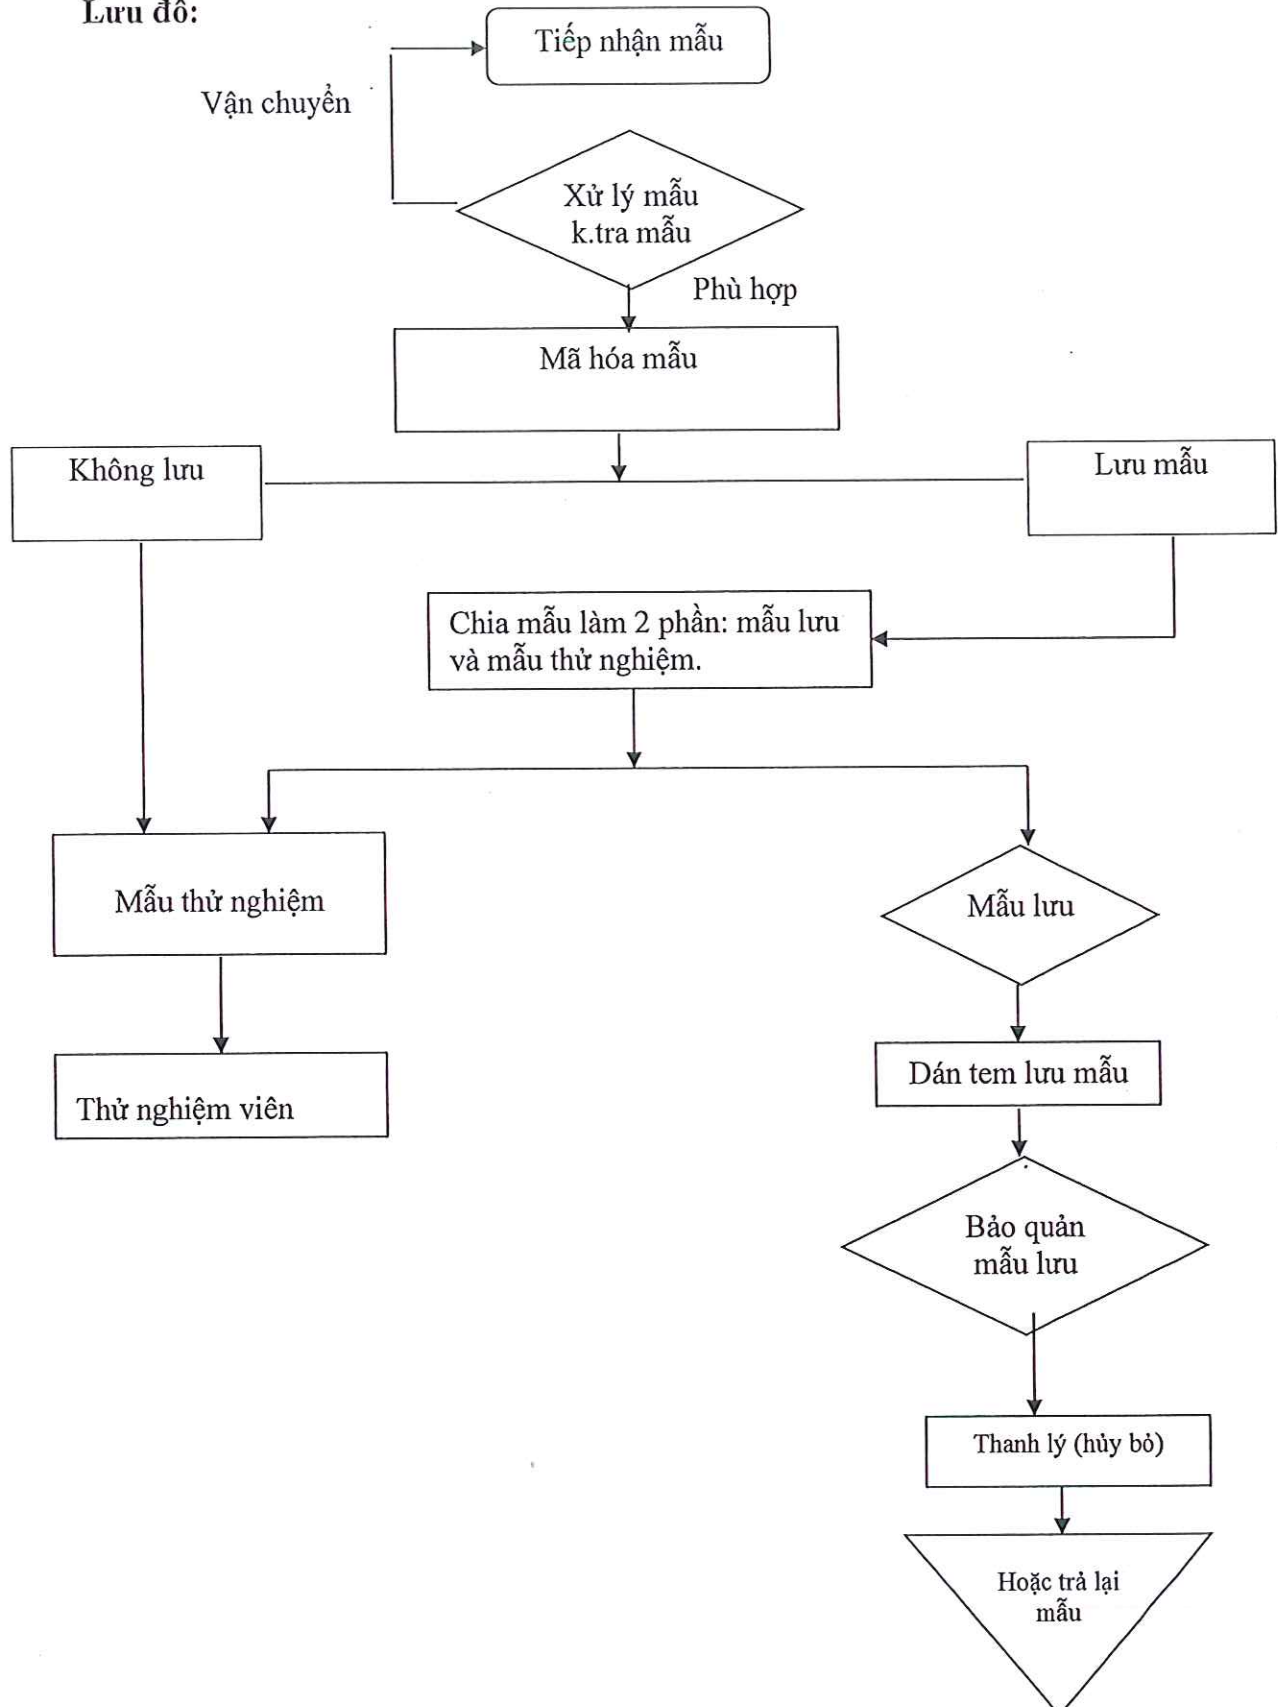 Lưu đồ:
Tiếp nhận mẫu
Vận chuyển
Xử lý mẫu
k.tra mẫu
Phù hợp
Mã hóa mẫu
Không lưu
Lưu mẫu
Chia mẫu làm 2 phần: mẫu lưu
và mẫu thử nghiệm.
Mẫu thử nghiệm
Mẫu lưu
Thử nghiệm viên
Dán tem lưu mẫu
Bảo quản
mẫu lưu
Thanh lý (hủy bỏ)
Hoặc trả lại
mẫu